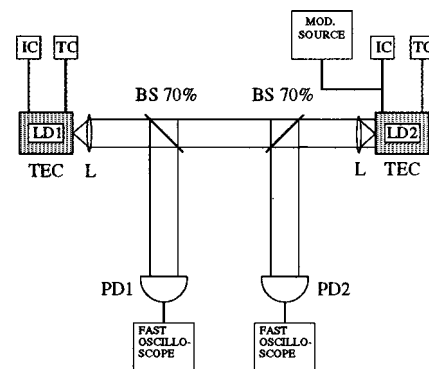 IC
TC
MOD.
SOURCE
IC
TC
BS 70%
BS 70%
LD1
LD2
TEC
L
L
TEC
PD1
PD2
FAST
OSCILLO-
SCOPE
FAST
OSCILLO-
SCOPE